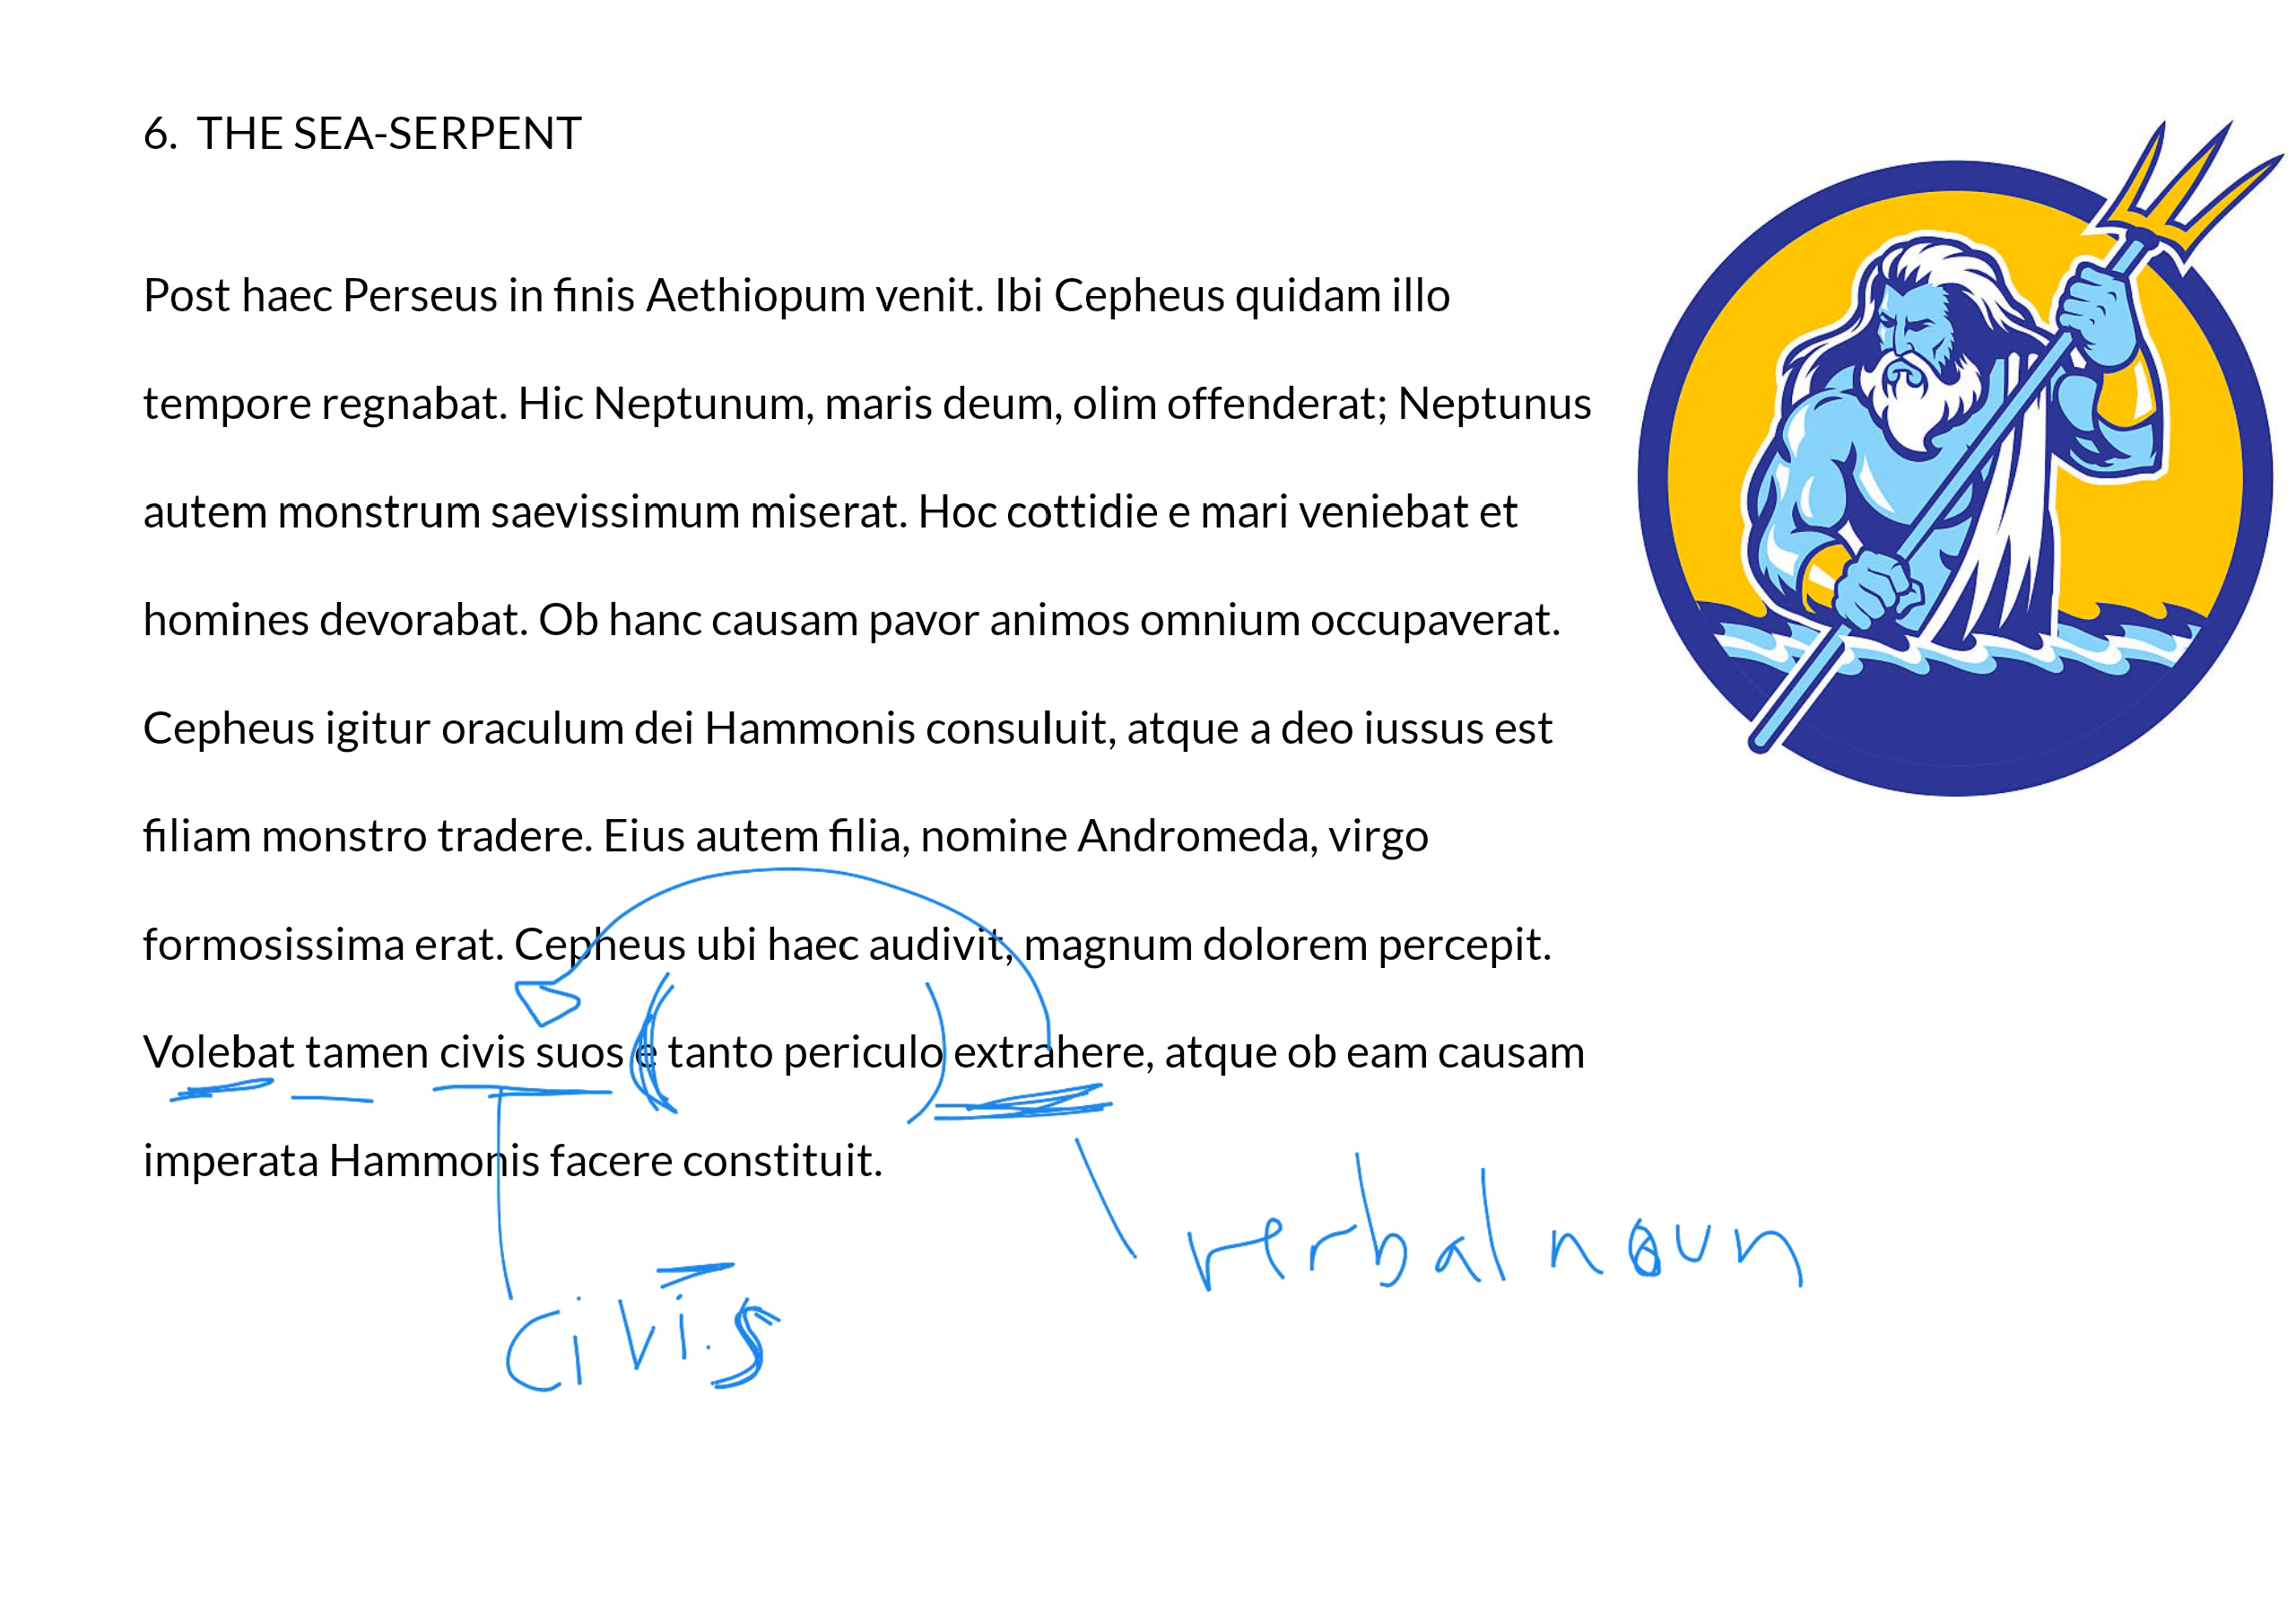 6. THE SEA-SERPENT
Post haec Perseus in finis Aethiopum venit. Ibi Cepheus quidam illo
tempore regnabat. Hic Neptunum, maris deum, olim offenderat; Neptunus
autem monstrum saevissimum miserat. Hoc cottidie e mari veniebat et
homines devorabat. Ob hanc causam pavor animos omnium occupaverat.
Cepheus igitur oraculum dei Hammonis consuluit, atque a deo iussus est
filiam monstro tradere. Eius autem filia, nomine Andromeda, virgo
formosissima erat. Cepheus ubi haec audivit, magnum dolorem percepit.
Volebat tamen civis suos e tanto periculo extrahere, atque ob eam causam
imperata Hammonis facere constituit.
verbal noun
civīs